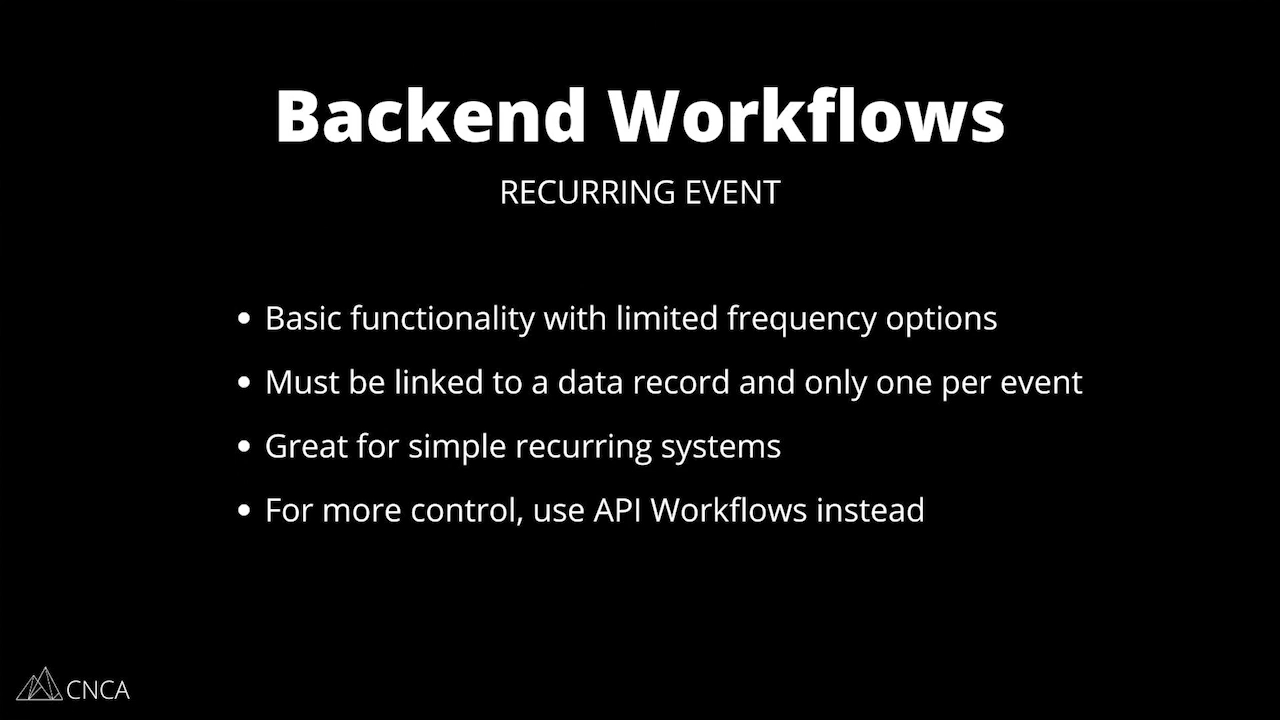 Backend Workflows
RECURRING EVENT
• Basic functionality with limited frequency options
• Must be linked to a data record and only one per event
• Great for simple recurring systems
• For more control, use API Workflows instead
CNCA